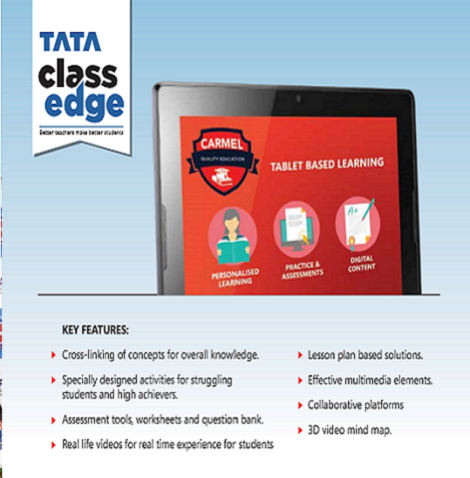 TATA
class
edge
Better teachers make better students
CARMEL
QUALITY EDUCATION
TABLET BASED LEARNING
A+
PERSONALISED
LEARNING
PRACTICE &
ASSESSMENTS
DIGITAL
CONTENT
KEY FEATURES:
Cross-linking of concepts for overall knowledge.
Specially designed activities for struggling
students and high achievers.
Assessment tools, worksheets and question bank.
Real life videos for real time experience for students
Lesson plan based solutions.
Effective multimedia elements.
Collaborative platforms
3D video mind map.